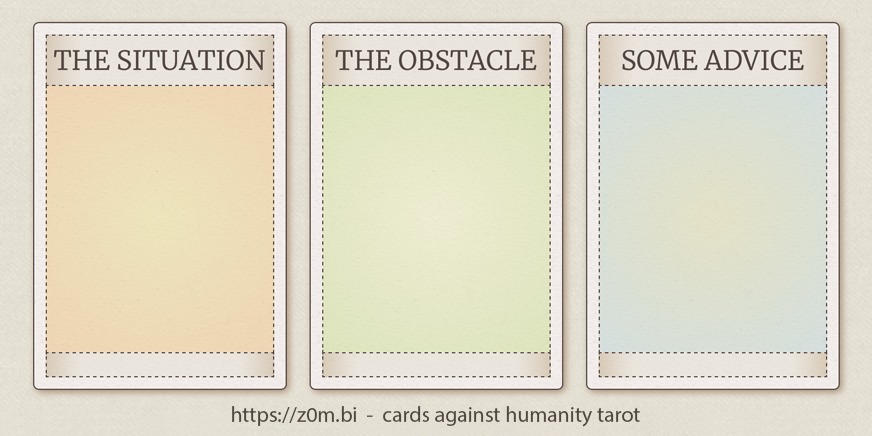 THE SITUATION
THE OBSTACLE
SOME ADVICE
https://z0m.bi - cards against humanity tarot